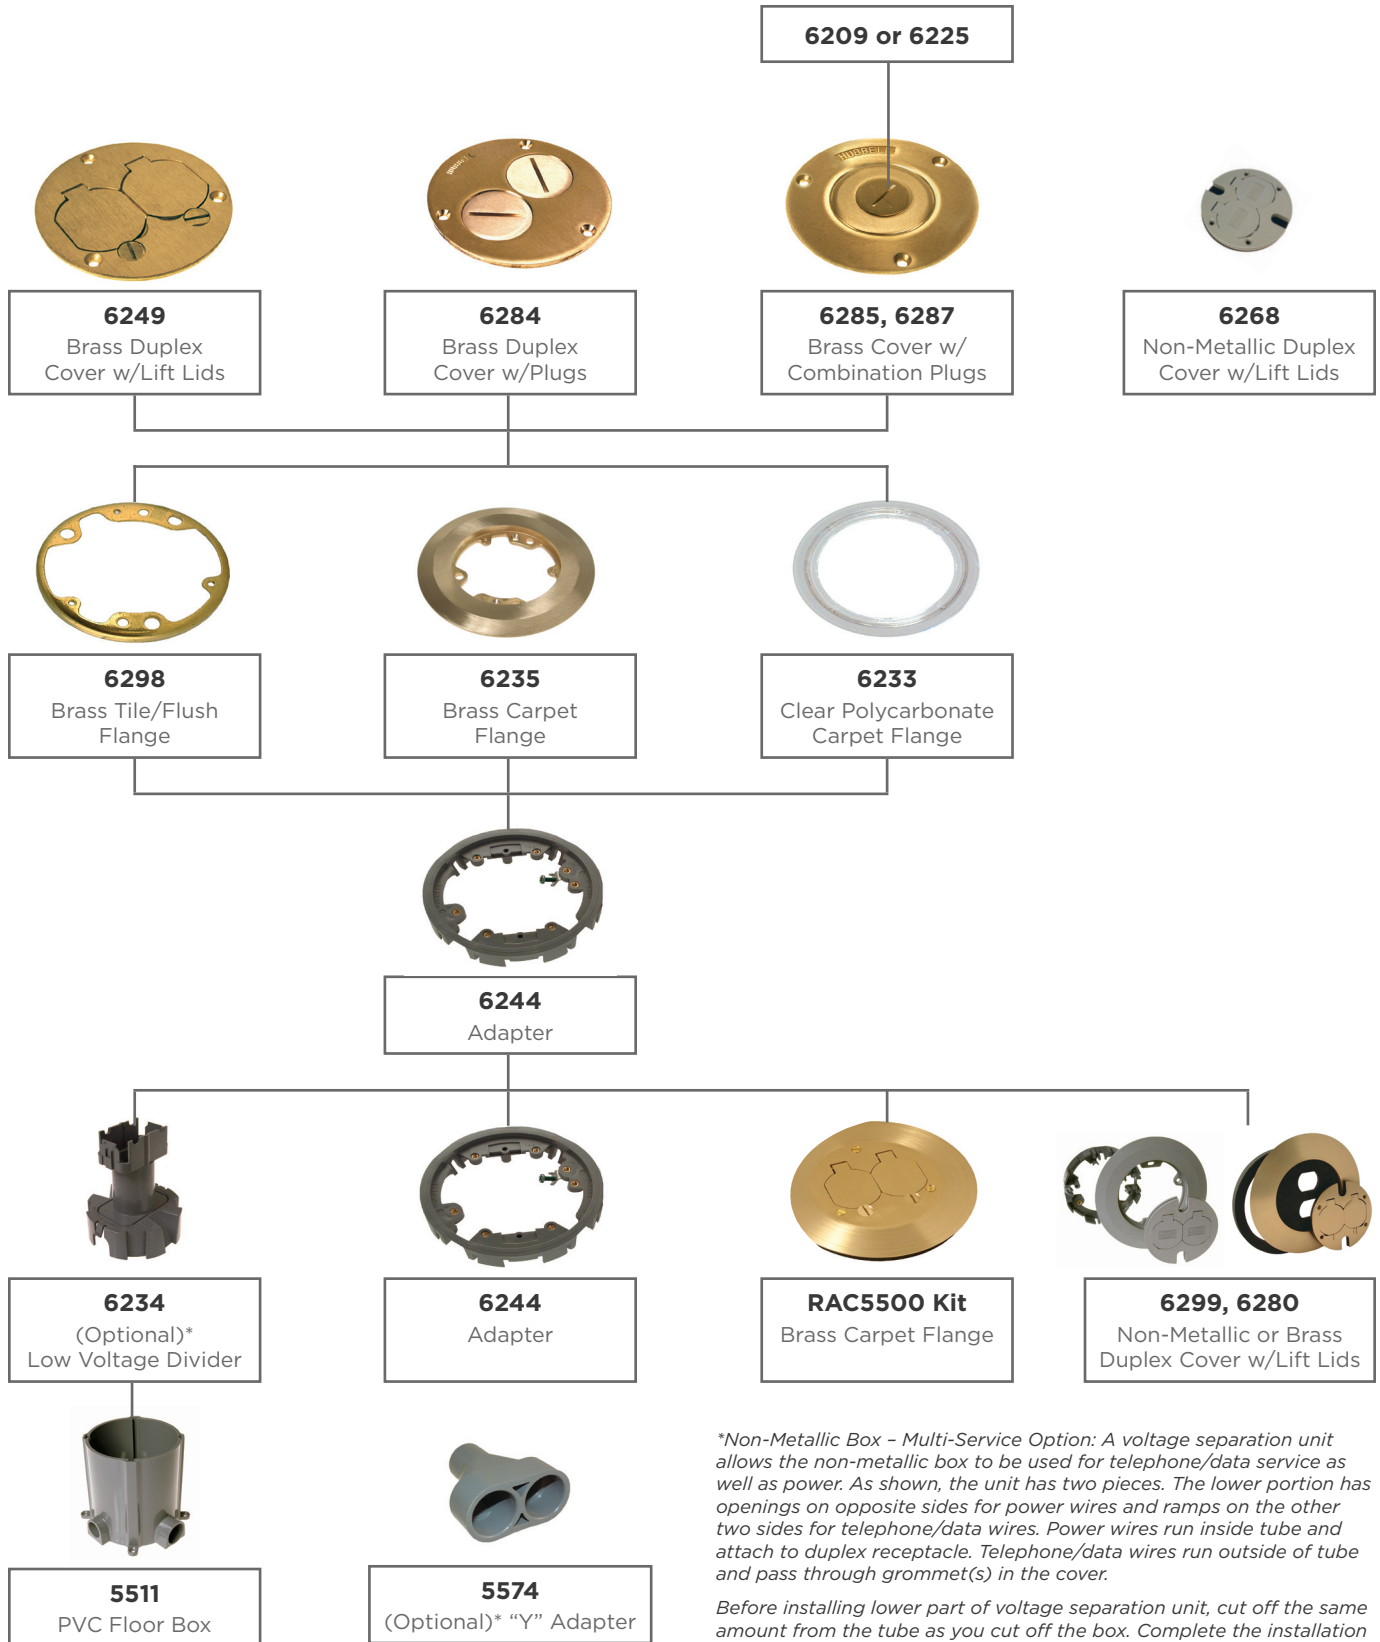 6209 or 6225
HUBBELL
6249
Brass Duplex
Cover w/Lift Lids
6284
Brass Duplex
Cover w/Plugs
6285, 6287
Brass Cover w/
Combination Plugs
6268
Non-Metallic Duplex
Cover w/Lift Lids
6298
Brass Tile/Flush
Flange
6235
Brass Carpet
Flange
6233
Clear Polycarbonate
Carpet Flange
6244
Adapter
6234
(Optional)*
Low Voltage Divider
6244
Adapter
RAC5500 Kit
Brass Carpet Flange
6299, 6280
Non-Metallic or Brass
Duplex Cover w/Lift Lids
5511
PVC Floor Box
5574
(Optional)* “Y” Adapter
*Non-Metallic Box – Multi-Service Option: A voltage separation unit
allows the non-metallic box to be used for telephone/data service as
well as power. As shown, the unit has two pieces. The lower portion has
openings on opposite sides for power wires and ramps on the other
two sides for telephone/data wires. Power wires run inside tube and
attach to duplex receptacle. Telephone/data wires run outside of tube
and pass through grommet(s) in the cover.
Before installing lower part of voltage separation unit, cut off the same
amount from the tube as you cut off the box. Complete the installation